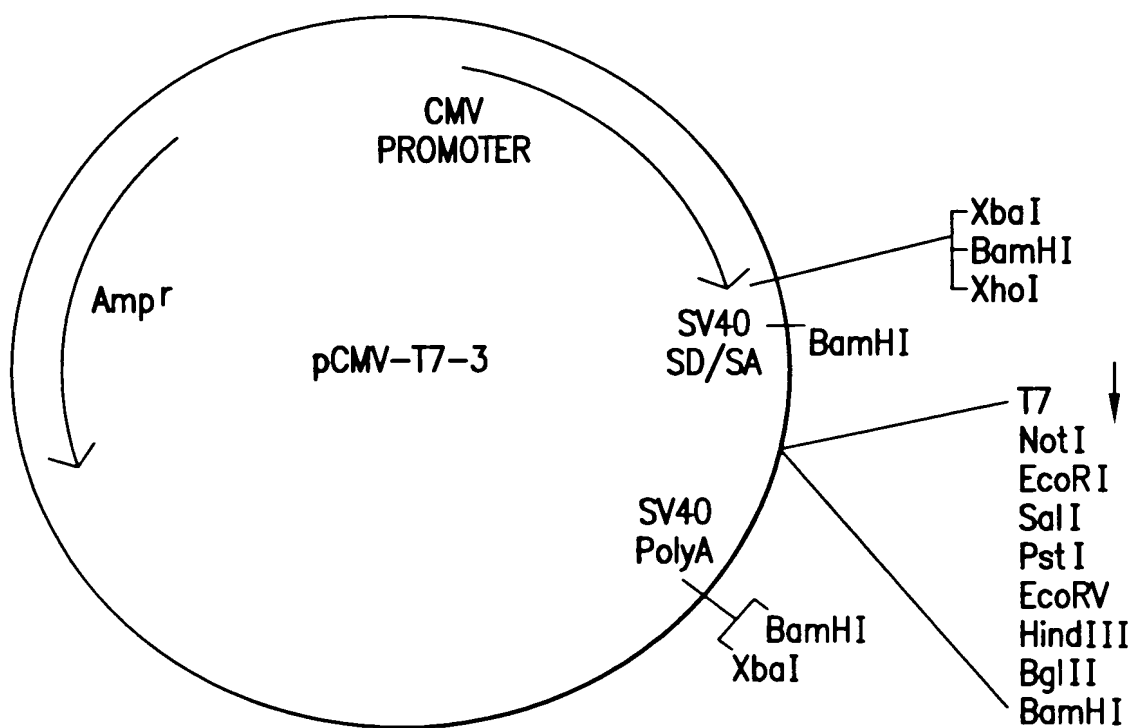 CMV
PROMOTER
XbaI
BamHI
XhoI
Ampʳ
pCMV-T7-3
SV40
SD/SA
BamHI
T7
NotI
EcoRI
SalI
PstI
EcoRV
HindIII
BglII
BamHI
SV40
PolyA
BamHI
XbaI